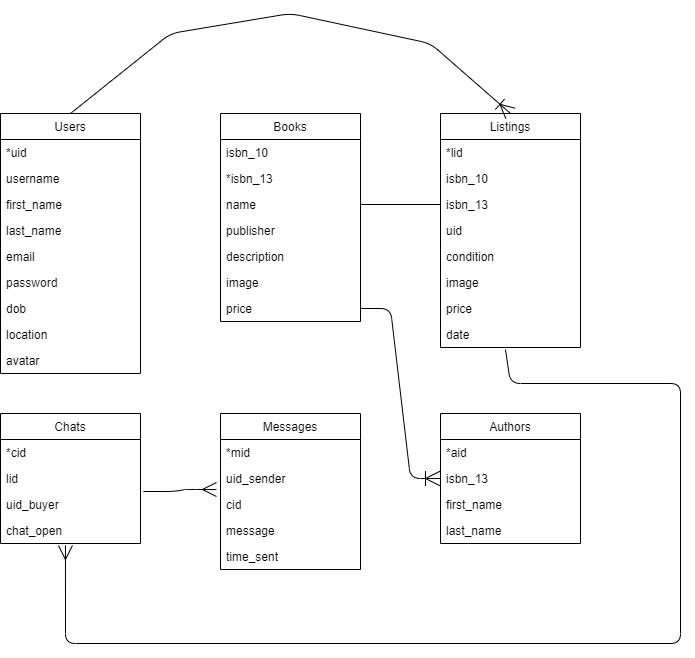 Users
*uid
username
first_name
last_name
email
password
dob
location
avatar
Books
isbn_10
*isbn_13
name
publisher
description
image
price
Listings
*lid
isbn_10
isbn_13
uid
condition
image
price
date
Chats
*cid
lid
uid_buyer
chat_open
Messages
*mid
uid_sender
cid
message
time_sent
Authors
*aid
isbn_13
first_name
last_name